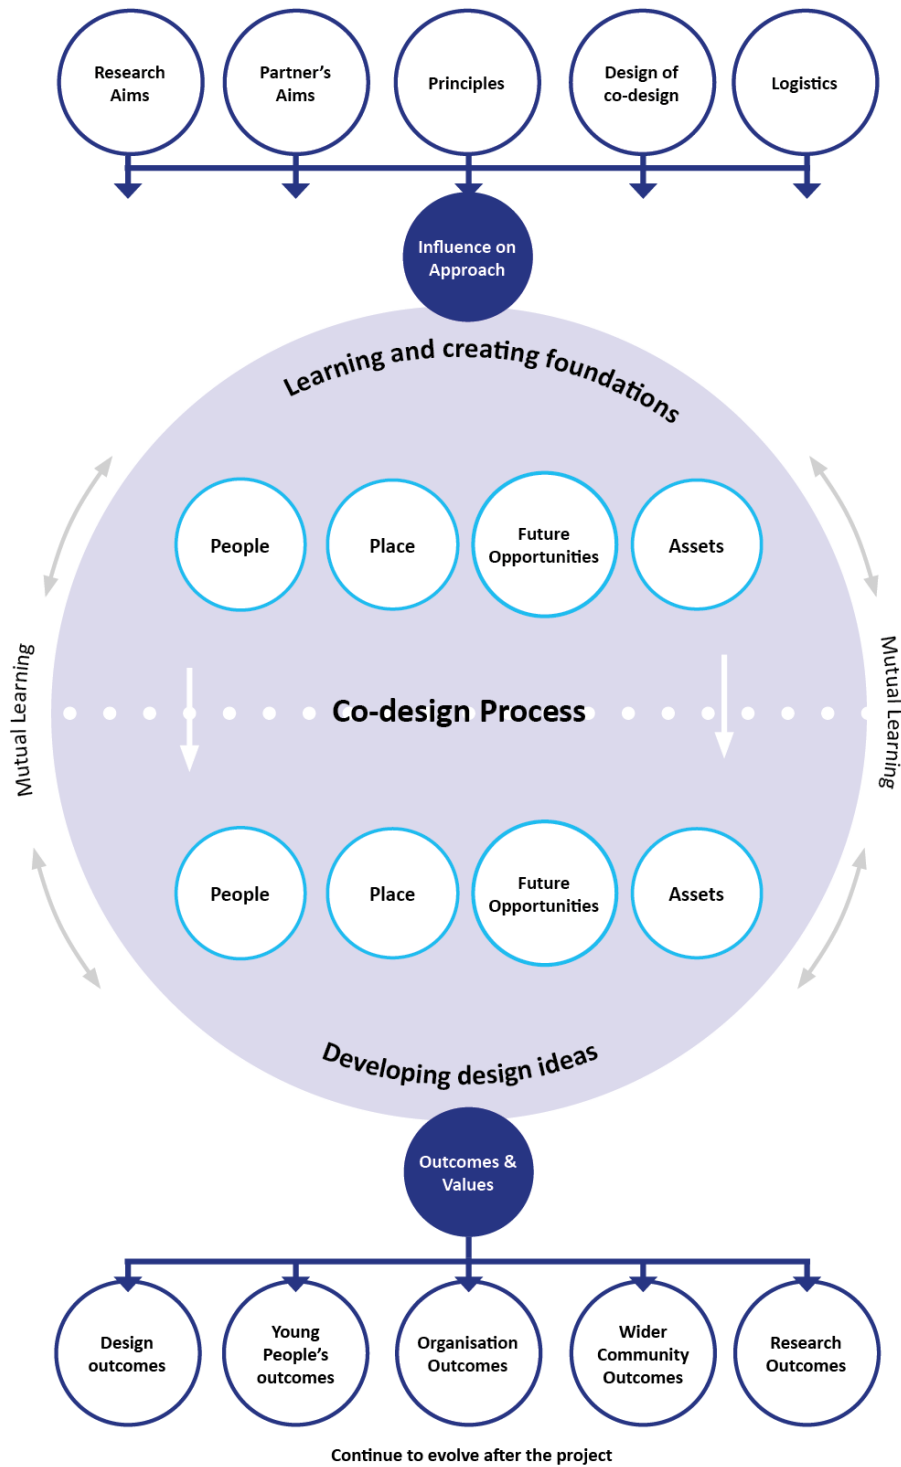 Research
Aims
Partner's
Aims
Principles
Design of
co-design
Logistics
Influence on
Approach
Learning and creating foundations
People
Place
Future
Opportunities
Assets
Mutual Learning
Co-design Process
Mutual Learning
People
Place
Future
Opportunities
Assets
Developing design ideas
Outcomes &
Values
Design
outcomes
Young
People's
outcomes
Organisation
Outcomes
Wider
Community
Outcomes
Research
Outcomes
Continue to evolve after the project